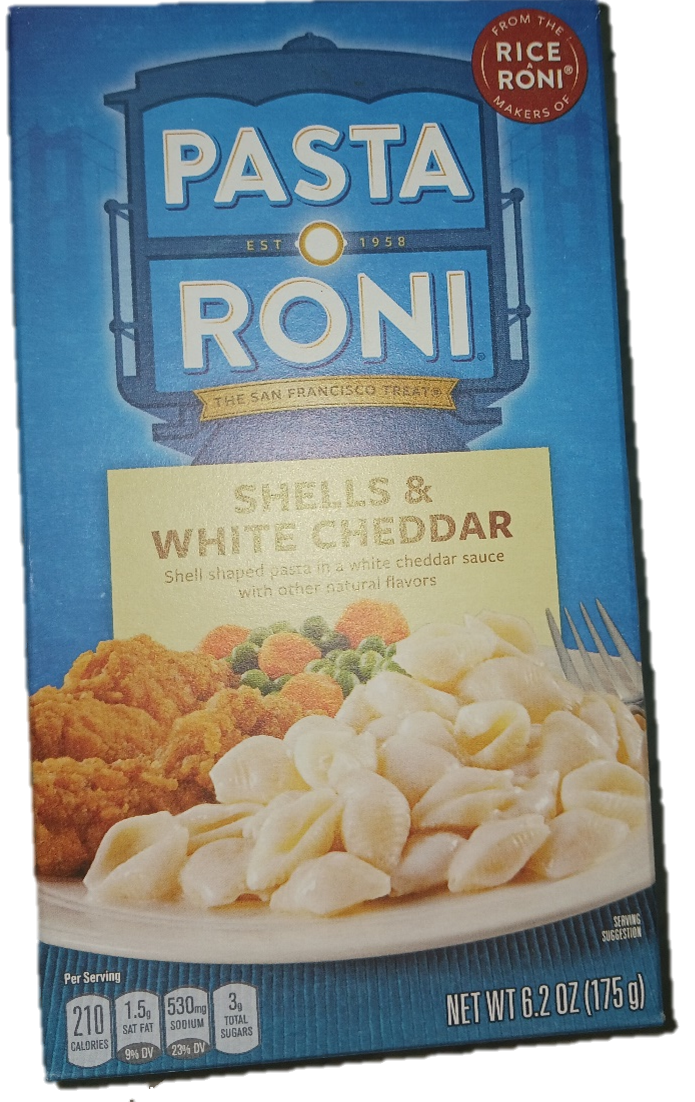 FROM THE
RICE
A
RÔNI®
MAKERS OF
PASTA
EST 1958
RONI®
THE SAN FRANCISCO TREAT®
SHELLS &
WHITE CHEDDAR
Shell shaped pasta in a white cheddar sauce
with other natural flavors
SERVING
SUGGESTION
Per Serving
210
CALORIES
1.5g
SAT FAT
9% DV
530mg
SODIUM
23% DV
3g
TOTAL
SUGARS
NET WT 6.2 OZ (175 g)